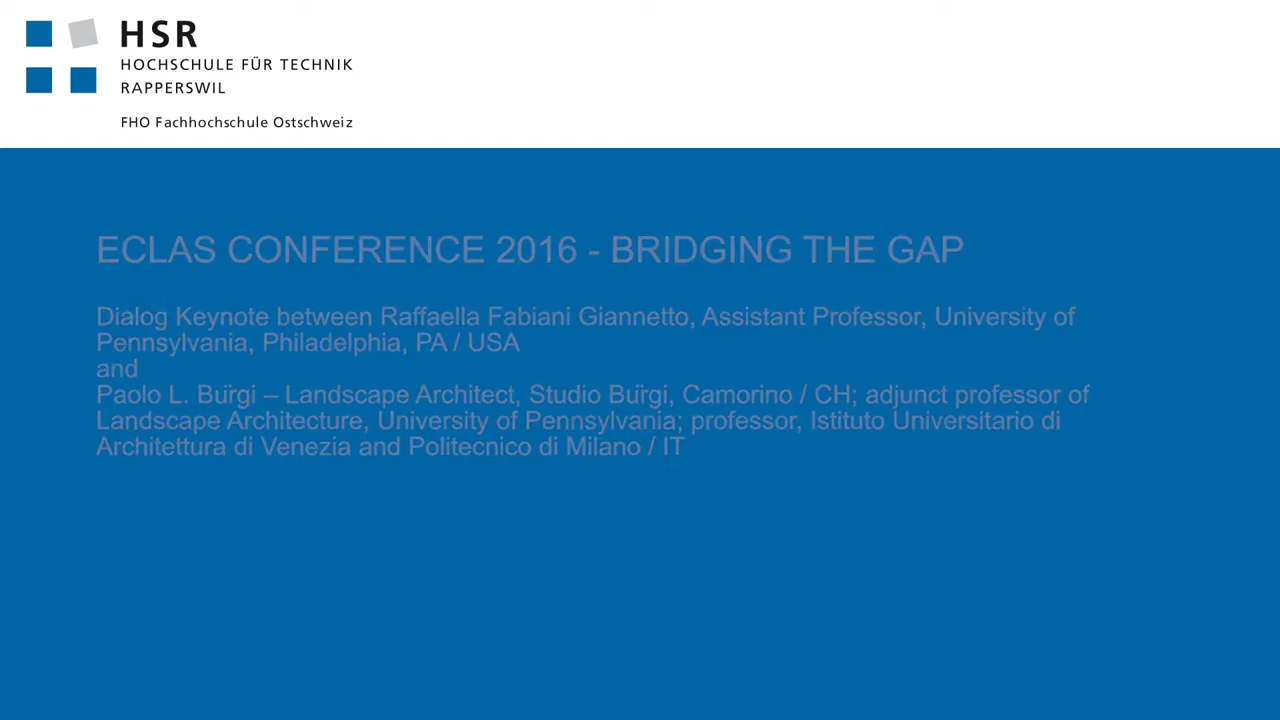 HSR
HOCHSCHULE FÜR TECHNIK
RAPPERSWIL
FHO Fachhochschule Ostschweiz
ECLAS CONFERENCE 2016 - BRIDGING THE GAP
Dialog Keynote between Raffaella Fabiani Giannetto, Assistant Professor, University of
Pennsylvania, Philadelphia, PA / USA
and
Paolo L. Bürgi – Landscape Architect, Studio Bürgi, Camorino / CH; adjunct professor of
Landscape Architecture, University of Pennsylvania; professor, Istituto Universitario di
Architettura di Venezia and Politecnico di Milano / IT